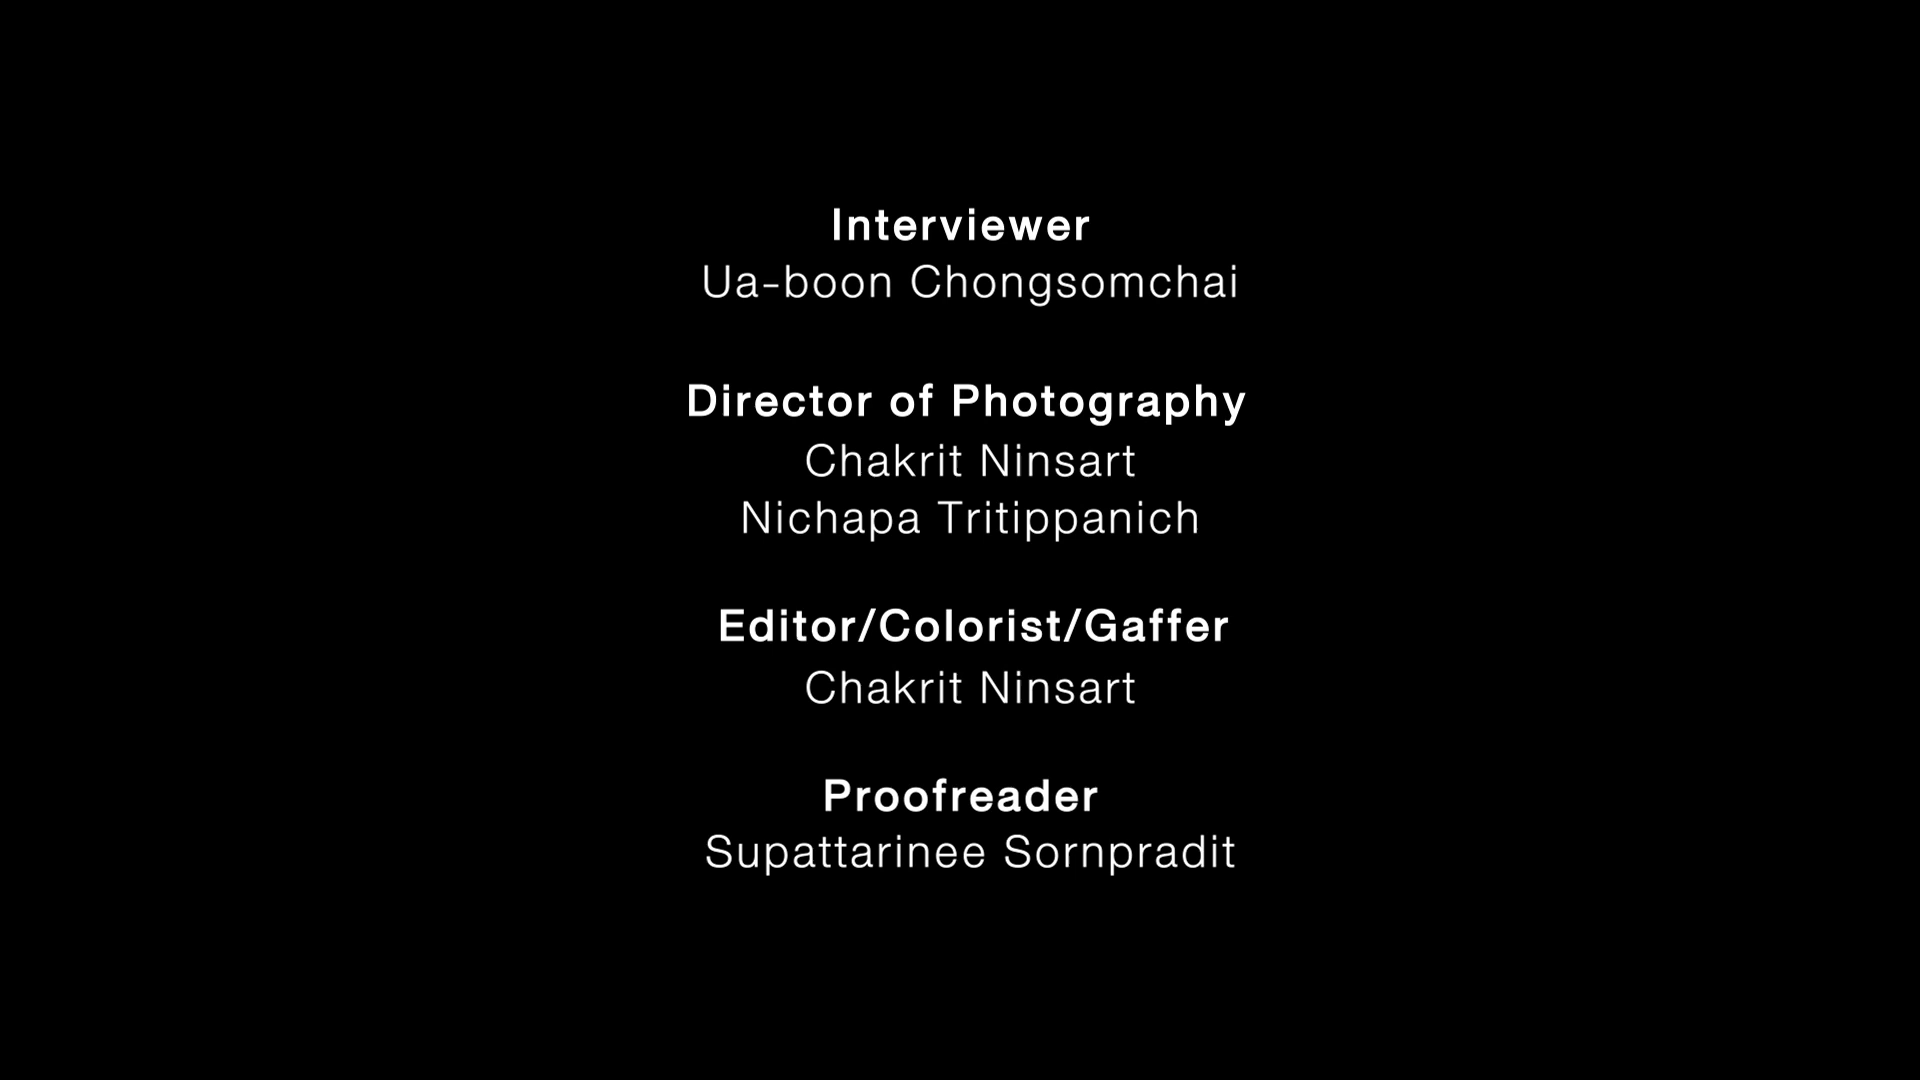 Interviewer
Ua-boon Chongsomchai
Director of Photography
Chakrit Ninsart
Nichapa Tritippanich
Editor/Colorist/Gaffer
Chakrit Ninsart
Proofreader
Supattarinee Sornpradit